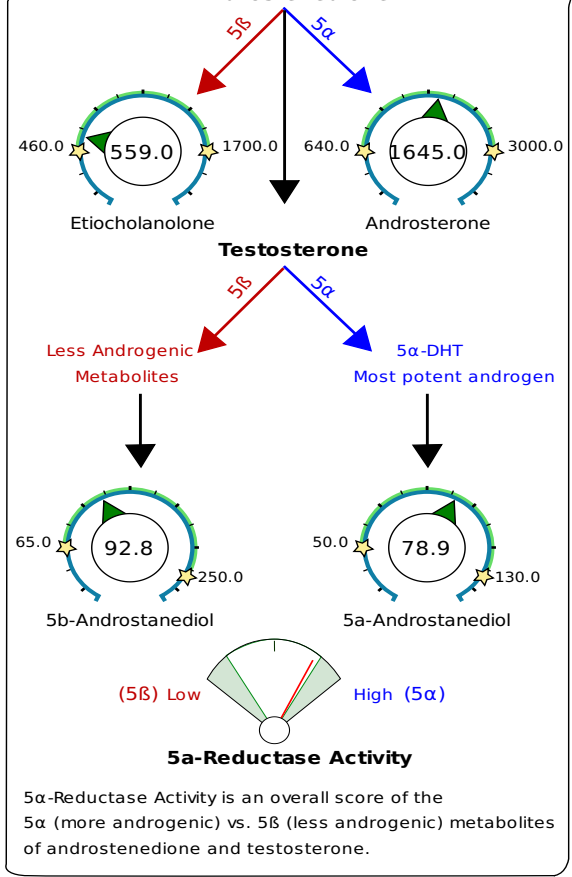 5ß 5α
460.0 559.0 1700.0 640.0 1645.0 3000.0
Etiocholanolone Androsterone
Testosterone
5ß 5α
Less Androgenic 5α-DHT
Metabolites Most potent androgen
65.0 92.8 250.0 50.0 78.9 130.0
5b-Androstanediol 5a-Androstanediol
(5ß) Low High (5α)
5a-Reductase Activity
5α-Reductase Activity is an overall score of the
5α (more androgenic) vs. 5ß (less androgenic) metabolites
of androstenedione and testosterone.